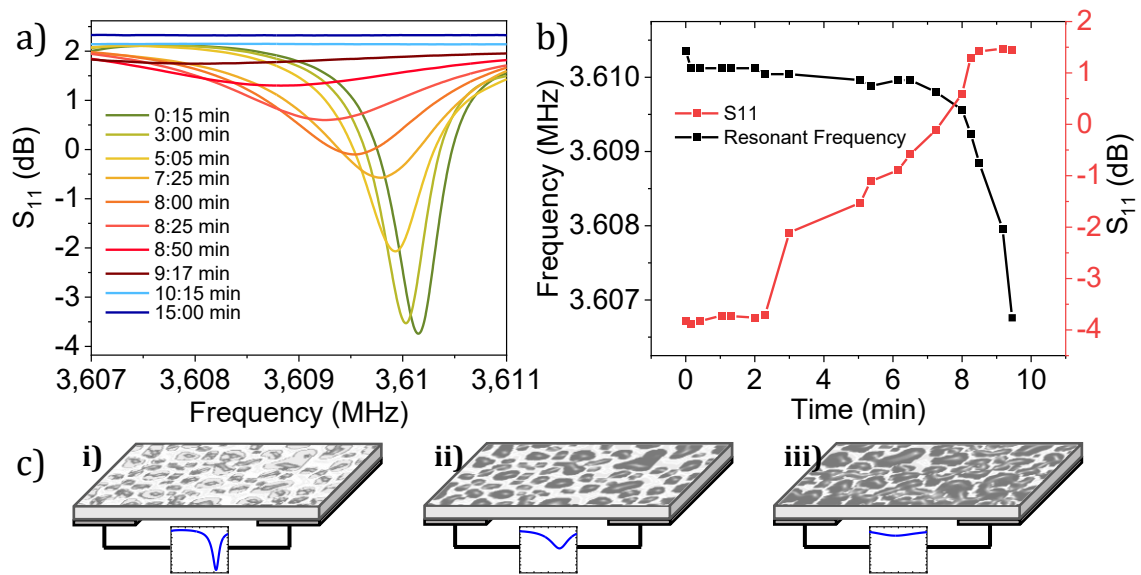 a)
S₁₁ (dB)
2
1
0
-1
-2
-3
-4
0:15 min
3:00 min
5:05 min
7:25 min
8:00 min
8:25 min
8:50 min
9:17 min
10:15 min
15:00 min
3,607 3,608 3,609 3,61 3,611
Frequency (MHz)
b)
Frequency (MHz)
3.610
3.609
3.608
3.607
S11
Resonant Frequency
0 2 4 6 8 10
Time (min)
2
1
0
-1
-2
-3
-4
S₁₁ (dB)
c)
i)
ii)
iii)